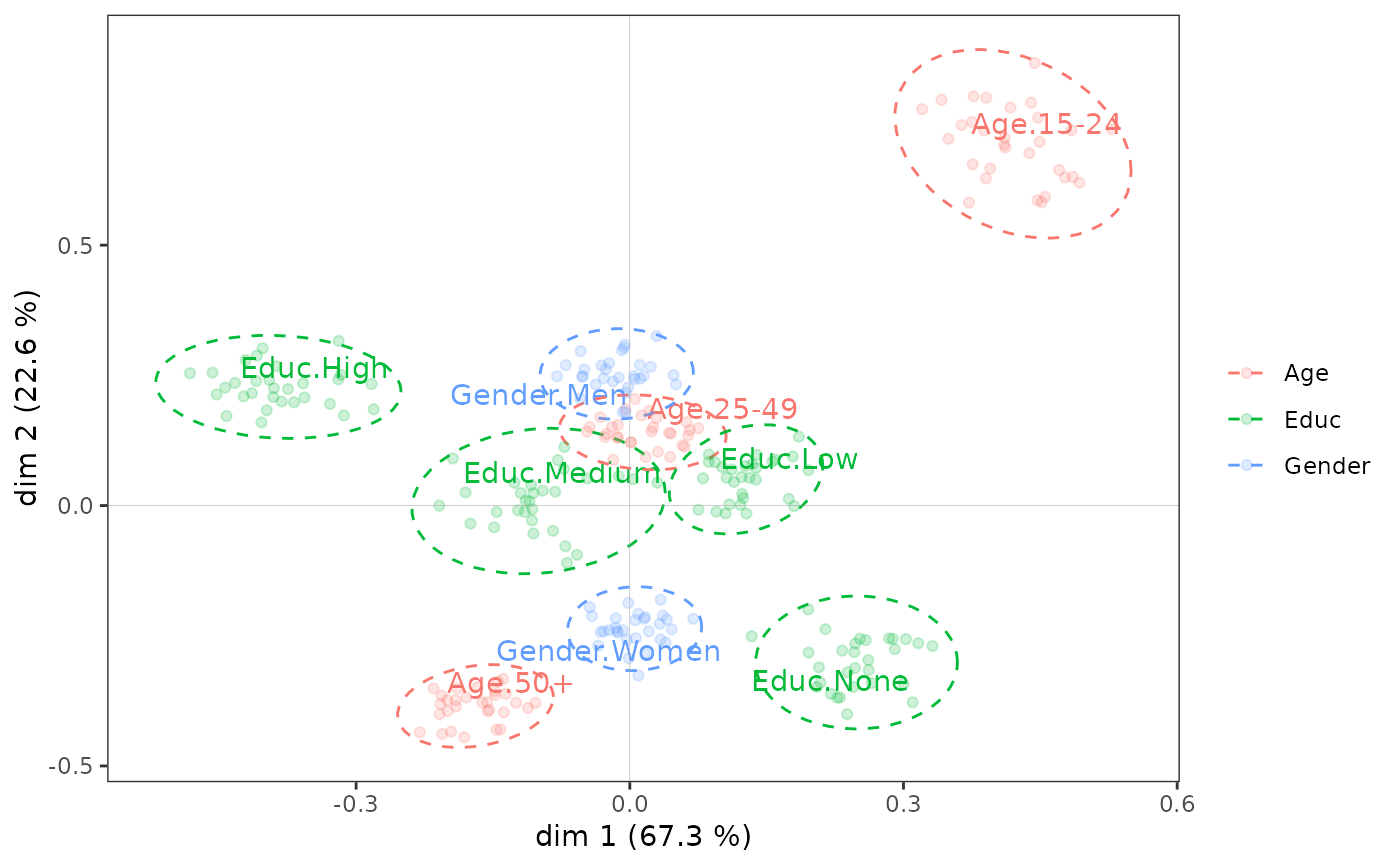 Age.15-24
0.5
Educ.High
Gender.Men
Age.25-49
Educ.Medium
Educ.Low
0.0
Gender.Women
Age.50+
Educ.None
-0.5
-0.3
0.0
0.3
0.6
dim 1 (67.3 %)
dim 2 (22.6 %)
Age
Educ
Gender